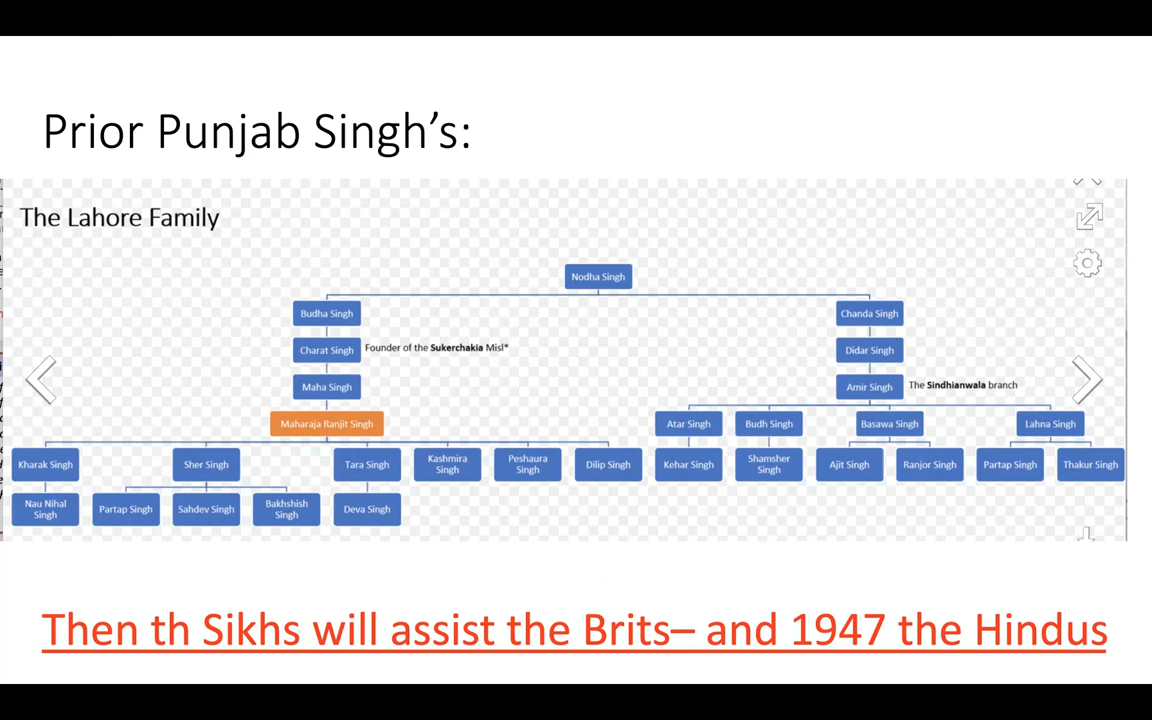 Prior Punjab Singh’s:
The Lahore Family
Nodha Singh
Budha Singh
Chanda Singh
Charat Singh
Founder of the Sukerchakia Misl*
Didar Singh
Maha Singh
Amir Singh
The Sindhianwala branch
Maharaja Ranjit Singh
Atar Singh
Budh Singh
Basawa Singh
Lahna Singh
Kharak Singh
Sher Singh
Tara Singh
Kashmira
Singh
Peshaura
Singh
Dilip Singh
Kehar Singh
Shamsher
Singh
Ajit Singh
Ranjor Singh
Partap Singh
Thakur Singh
Nau Nihal
Singh
Partap Singh
Sahdev Singh
Bakhshish
Singh
Deva Singh
Then th Sikhs will assist the Brits– and 1947 the Hindus